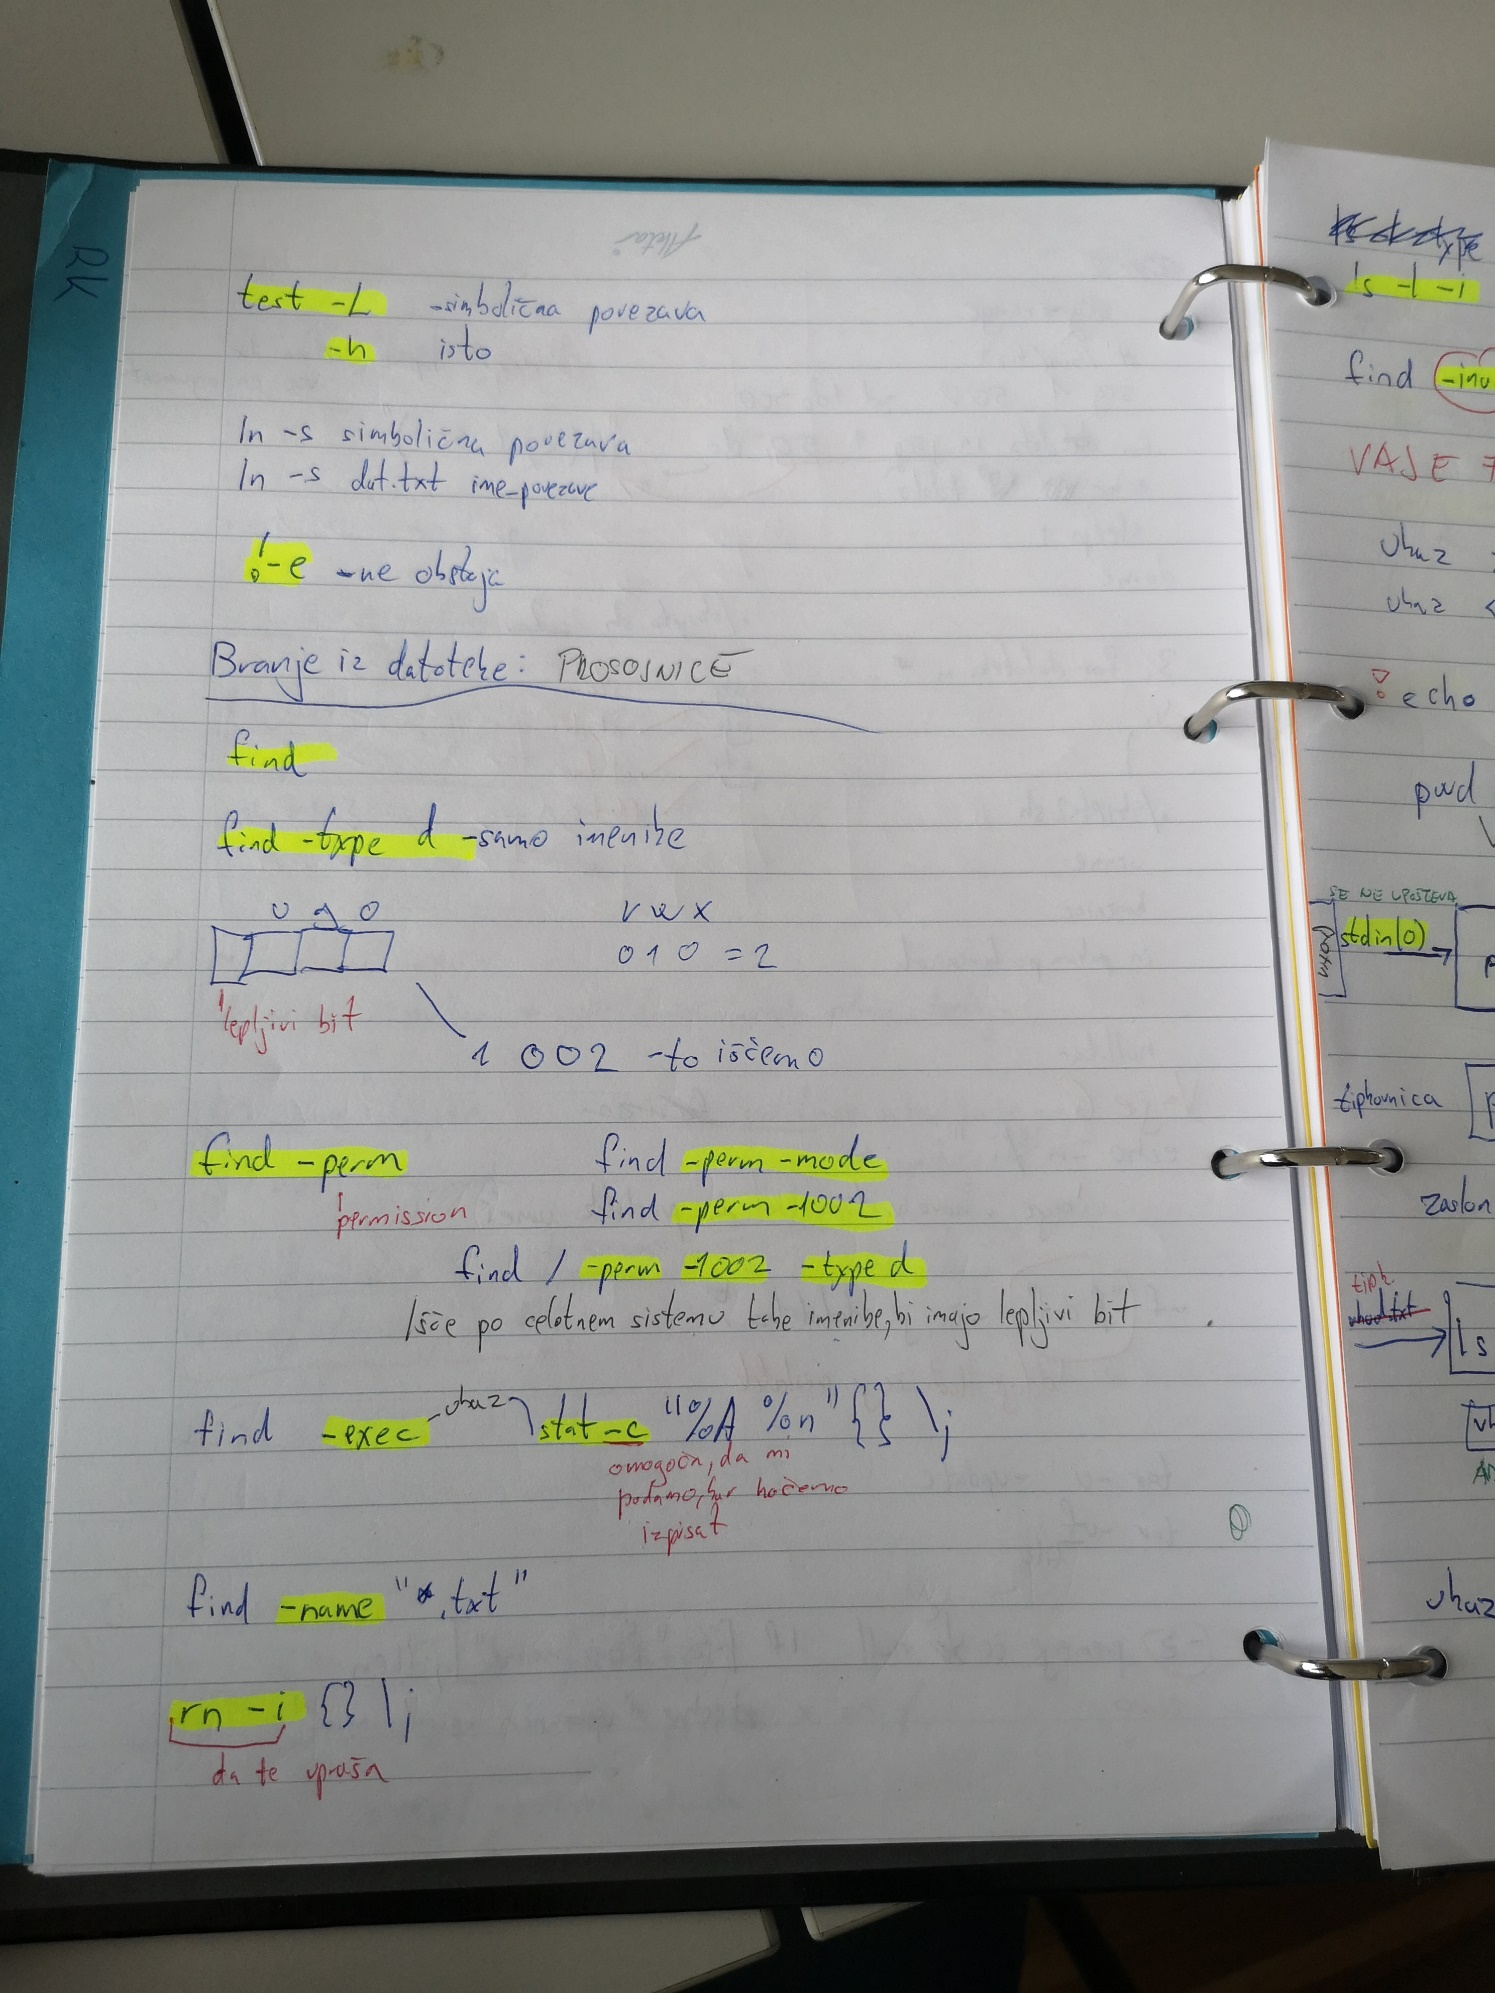 RK
test -L -simbolična povezava
-h isto
ln -s simbolična povezava
ln -s dat.txt ime_povezave
! -e -ne obstaja
Branje iz datoteke: PROSOJNICE
find
find -type d -samo imenike
u g o
r w x
0 1 0 = 2
lepljivi bit
1 002 -to iščemo
find -perm
permission
find -perm -mode
find -perm -1002
find / -perm -1002 -type d
Išče po celotnem sistemu take imenike, ki imajo lepljivi bit
find -exec ukaz stat -c "%A %n" {} \;
omogoča, da mi
podamo, kar hočemo
izpisat
find -name "*.txt"
rm -i {} \;
da te vpraša
ls -l -i
find
VAJE 7
ukaz
ukaz <
! echo
pwd
SE NE UPOŠTEVA
stdin(0)
tipkovnica
zaslon
tipk.
vhod.txt
ls
ukaz